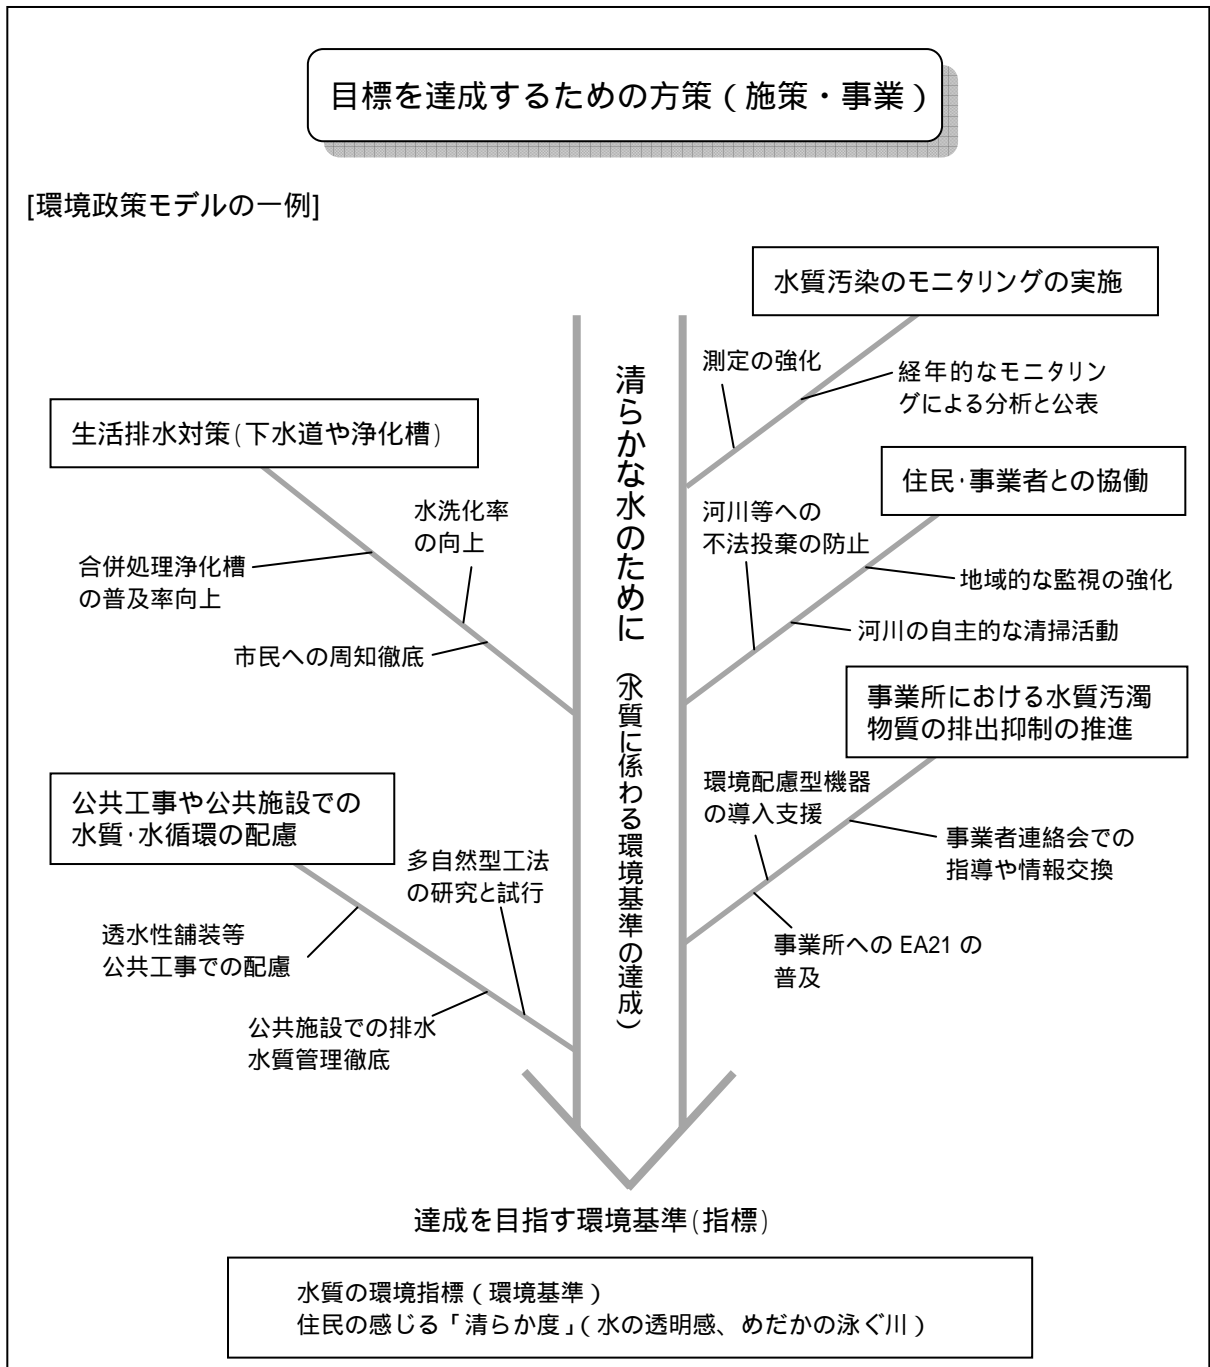 目標を達成するための方策(施策・事業)
[環境政策モデルの一例]
水質汚染のモニタリングの実施
測定の強化
経年的なモニタリン
グによる分析と公表
生活排水対策(下水道や浄化槽)
水洗化率
の向上
合併処理浄化槽
の普及率向上
市民への周知徹底
清らかな水のために(水質に係わる環境基準の達成)
住民・事業者との協働
河川等への
不法投棄の防止
地域的な監視の強化
河川の自主的な清掃活動
事業所における水質汚濁
物質の排出抑制の推進
環境配慮型機器
の導入支援
事業者連絡会での
指導や情報交換
事業所への EA21 の
普及
公共工事や公共施設での
水質・水循環の配慮
多自然型工法
の研究と試行
透水性舗装等
公共工事での配慮
公共施設での排水
水質管理徹底
達成を目指す環境基準(指標)
水質の環境指標(環境基準)
住民の感じる「清らか度」(水の透明感、めだかの泳ぐ川)